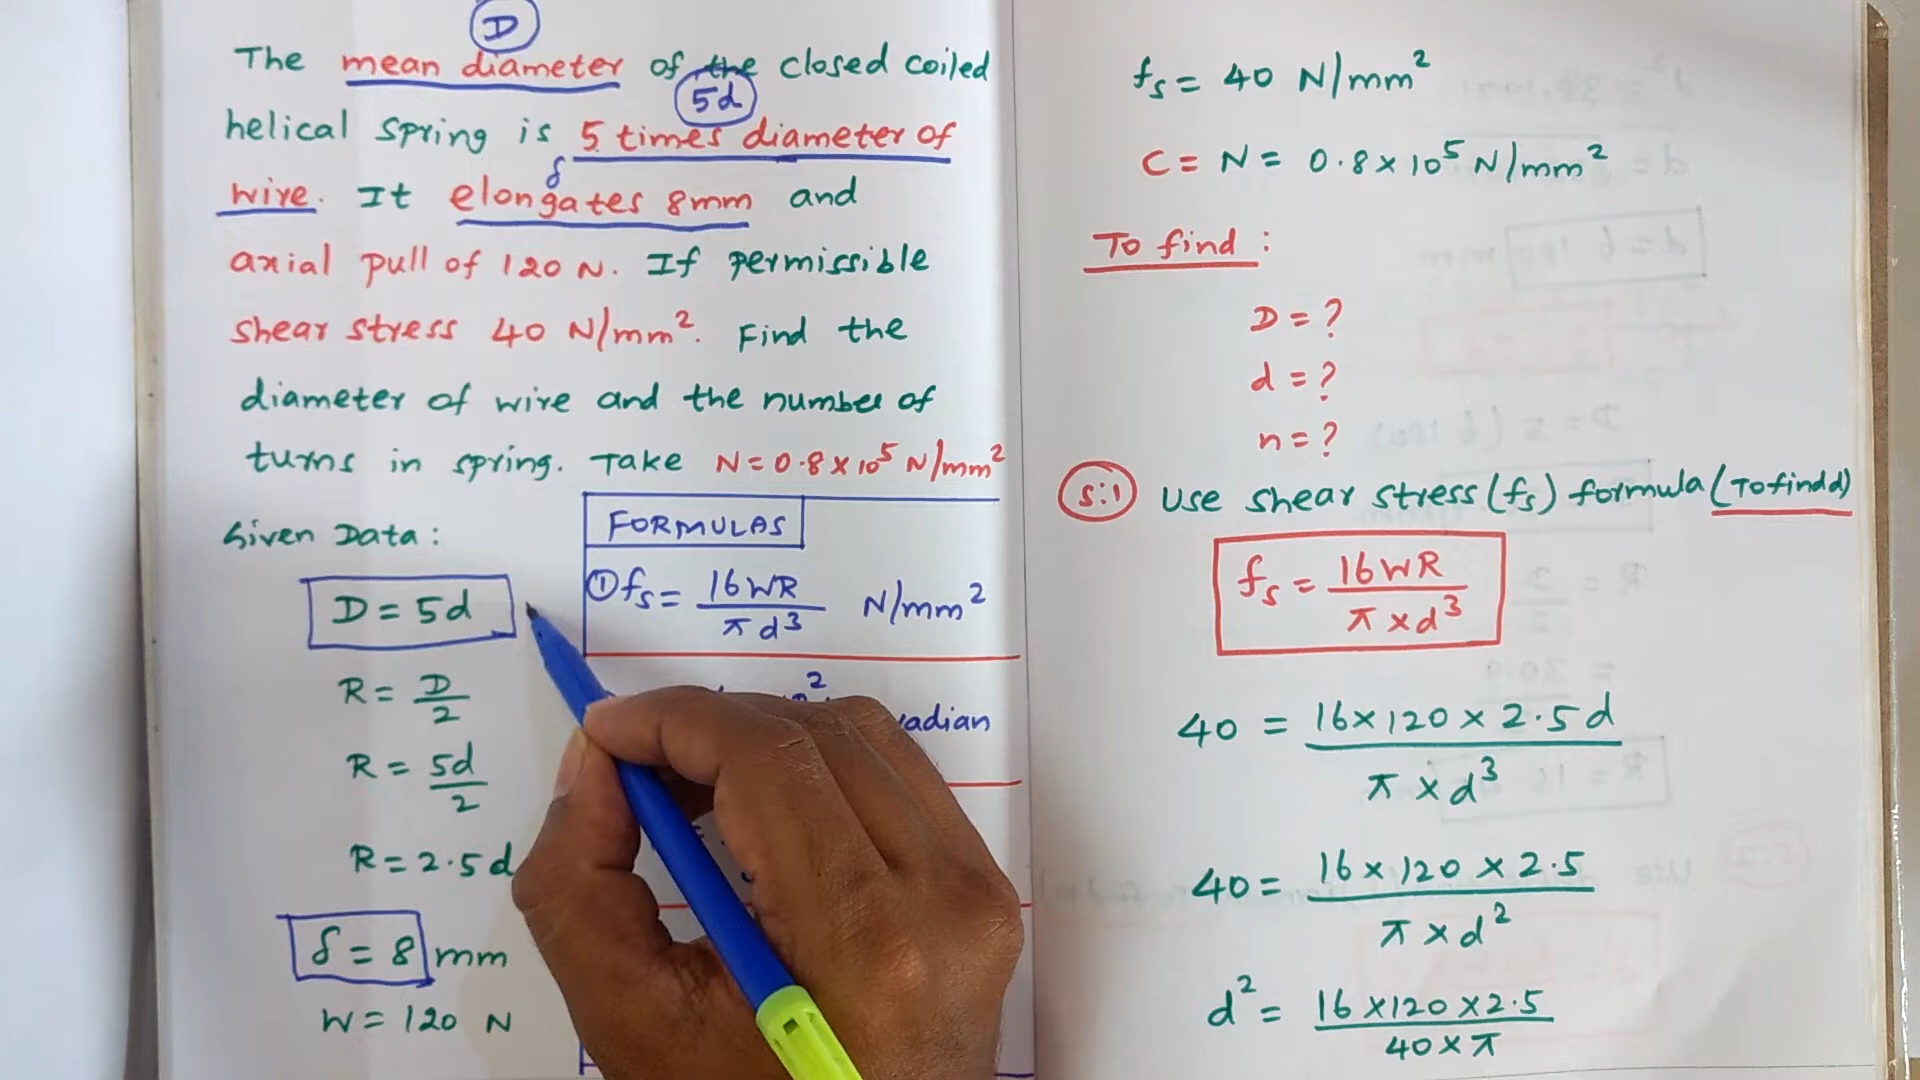 D
The mean diameter of the closed coiled
5d
helical spring is 5 times diameter of
δ
wire. It elongates 8mm and
axial pull of 120 N. If permissible
shear stress 40 N/mm². Find the
diameter of wire and the number of
turns in spring. Take N = 0.8 × 10⁵ N/mm²
Given Data:
D = 5d
R = D/2
R = 5d/2
R = 2.5d
δ = 8 mm
W = 120 N
FORMULAS
① fs = 16WR / πd³ N/mm²
2
radian
fs = 40 N/mm²
C = N = 0.8 × 10⁵ N/mm²
To find:
D = ?
d = ?
n = ?
S:1 Use shear stress (fs) formula (To find d)
fs = 16WR / π × d³
40 = 16 × 120 × 2.5d / π × d³
40 = 16 × 120 × 2.5 / π × d²
d² = 16 × 120 × 2.5 / 40 × π